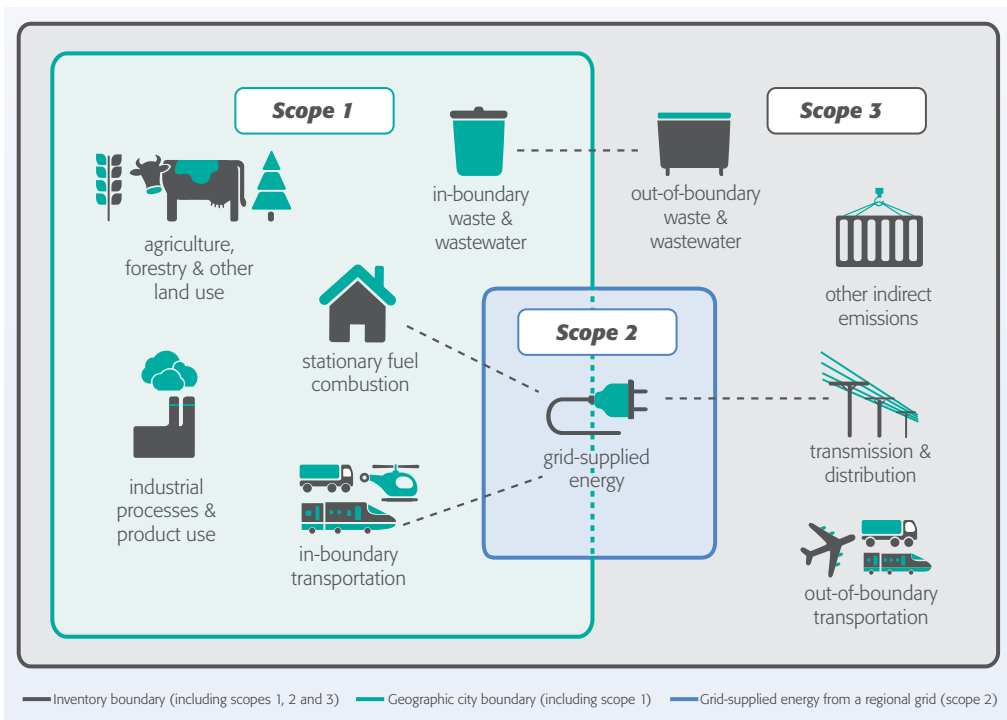 Scope 1
Scope 3
in-boundary
waste &
wastewater
out-of-boundary
waste &
wastewater
agriculture,
forestry & other
land use
other indirect
emissions
Scope 2
stationary fuel
combustion
grid-supplied
energy
transmission &
distribution
industrial
processes &
product use
in-boundary
transportation
out-of-boundary
transportation
Inventory boundary (including scopes 1, 2 and 3)
Geographic city boundary (including scope 1)
Grid-supplied energy from a regional grid (scope 2)